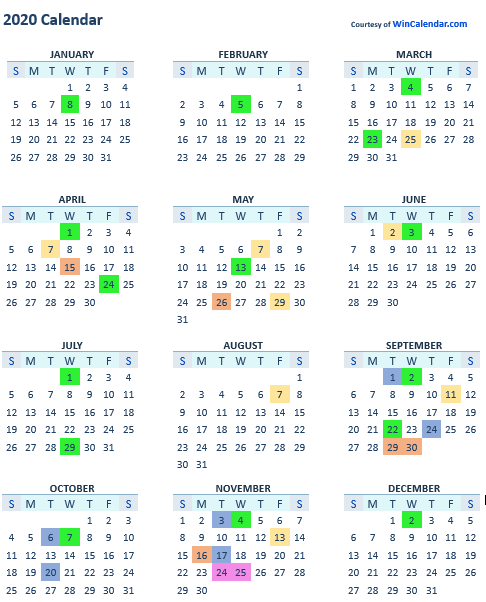 2020 Calendar
Courtesy of WinCalendar.com
JANUARY FEBRUARY MARCH
S M T W T F S S M T W T F S S M T W T F S
1 2 3 4 1 1 2 3 4 5 6 7
5 6 7 8 9 10 11 2 3 4 5 6 7 8 8 9 10 11 12 13 14
12 13 14 15 16 17 18 9 10 11 12 13 14 15 15 16 17 18 19 20 21
19 20 21 22 23 24 25 16 17 18 19 20 21 22 22 23 24 25 26 27 28
26 27 28 29 30 31 23 24 25 26 27 28 29 29 30 31
APRIL MAY JUNE
S M T W T F S S M T W T F S S M T W T F S
1 2 3 4 1 2 1 2 3 4 5 6
5 6 7 8 9 10 11 3 4 5 6 7 8 9 7 8 9 10 11 12 13
12 13 14 15 16 17 18 10 11 12 13 14 15 16 14 15 16 17 18 19 20
19 20 21 22 23 24 25 17 18 19 20 21 22 23 21 22 23 24 25 26 27
26 27 28 29 30 24 25 26 27 28 29 30 28 29 30
31
JULY AUGUST SEPTEMBER
S M T W T F S S M T W T F S S M T W T F S
1 2 3 4 1 1 2 3 4 5
5 6 7 8 9 10 11 2 3 4 5 6 7 8 6 7 8 9 10 11 12
12 13 14 15 16 17 18 9 10 11 12 13 14 15 13 14 15 16 17 18 19
19 20 21 22 23 24 25 16 17 18 19 20 21 22 20 21 22 23 24 25 26
26 27 28 29 30 31 23 24 25 26 27 28 29 27 28 29 30
30 31
OCTOBER NOVEMBER DECEMBER
S M T W T F S S M T W T F S S M T W T F S
1 2 3 1 2 3 4 5 6 7 1 2 3 4 5
4 5 6 7 8 9 10 8 9 10 11 12 13 14 6 7 8 9 10 11 12
11 12 13 14 15 16 17 15 16 17 18 19 20 21 13 14 15 16 17 18 19
18 19 20 21 22 23 24 22 23 24 25 26 27 28 20 21 22 23 24 25 26
25 26 27 28 29 30 31 29 30 27 28 29 30 31